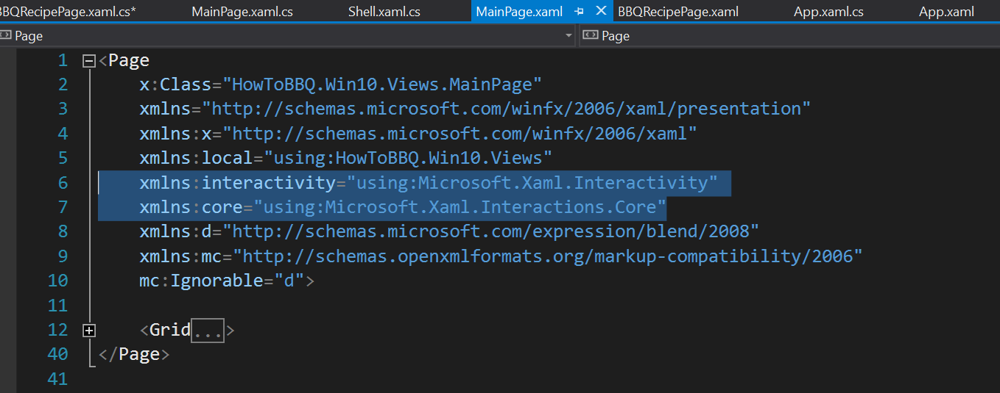 BBQRecipePage.xaml.cs* MainPage.xaml.cs Shell.xaml.cs MainPage.xaml BBQRecipePage.xaml App.xaml.cs App.xaml
Page Page
1 <Page
2 x:Class="HowToBBQ.Win10.Views.MainPage"
3 xmlns="http://schemas.microsoft.com/winfx/2006/xaml/presentation"
4 xmlns:x="http://schemas.microsoft.com/winfx/2006/xaml"
5 xmlns:local="using:HowToBBQ.Win10.Views"
6 xmlns:interactivity="using:Microsoft.Xaml.Interactivity"
7 xmlns:core="using:Microsoft.Xaml.Interactions.Core"
8 xmlns:d="http://schemas.microsoft.com/expression/blend/2008"
9 xmlns:mc="http://schemas.openxmlformats.org/markup-compatibility/2006"
10 mc:Ignorable="d">
11
12 <Grid...>
40 </Page>
41